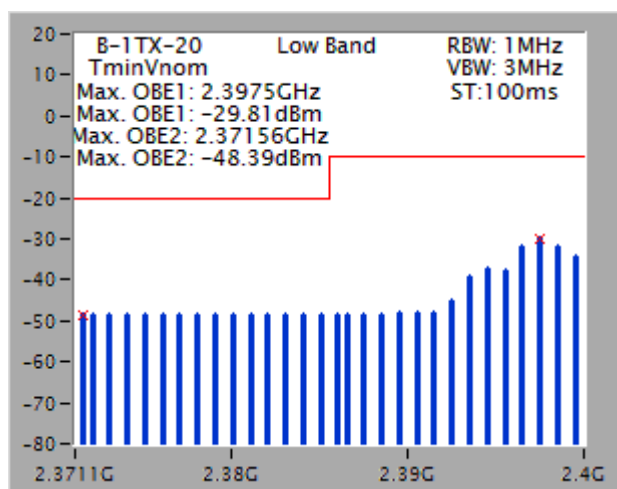 B-1TX-20 Low Band RBW: 1MHz
TminVnom VBW: 3MHz
Max. OBE1: 2.3975GHz ST:100ms
Max. OBE1: -29.81dBm
Max. OBE2: 2.37156GHz
Max. OBE2: -48.39dBm
20
10
0
-10
-20
-30
-40
-50
-60
-70
-80
2.3711G 2.38G 2.39G 2.4G